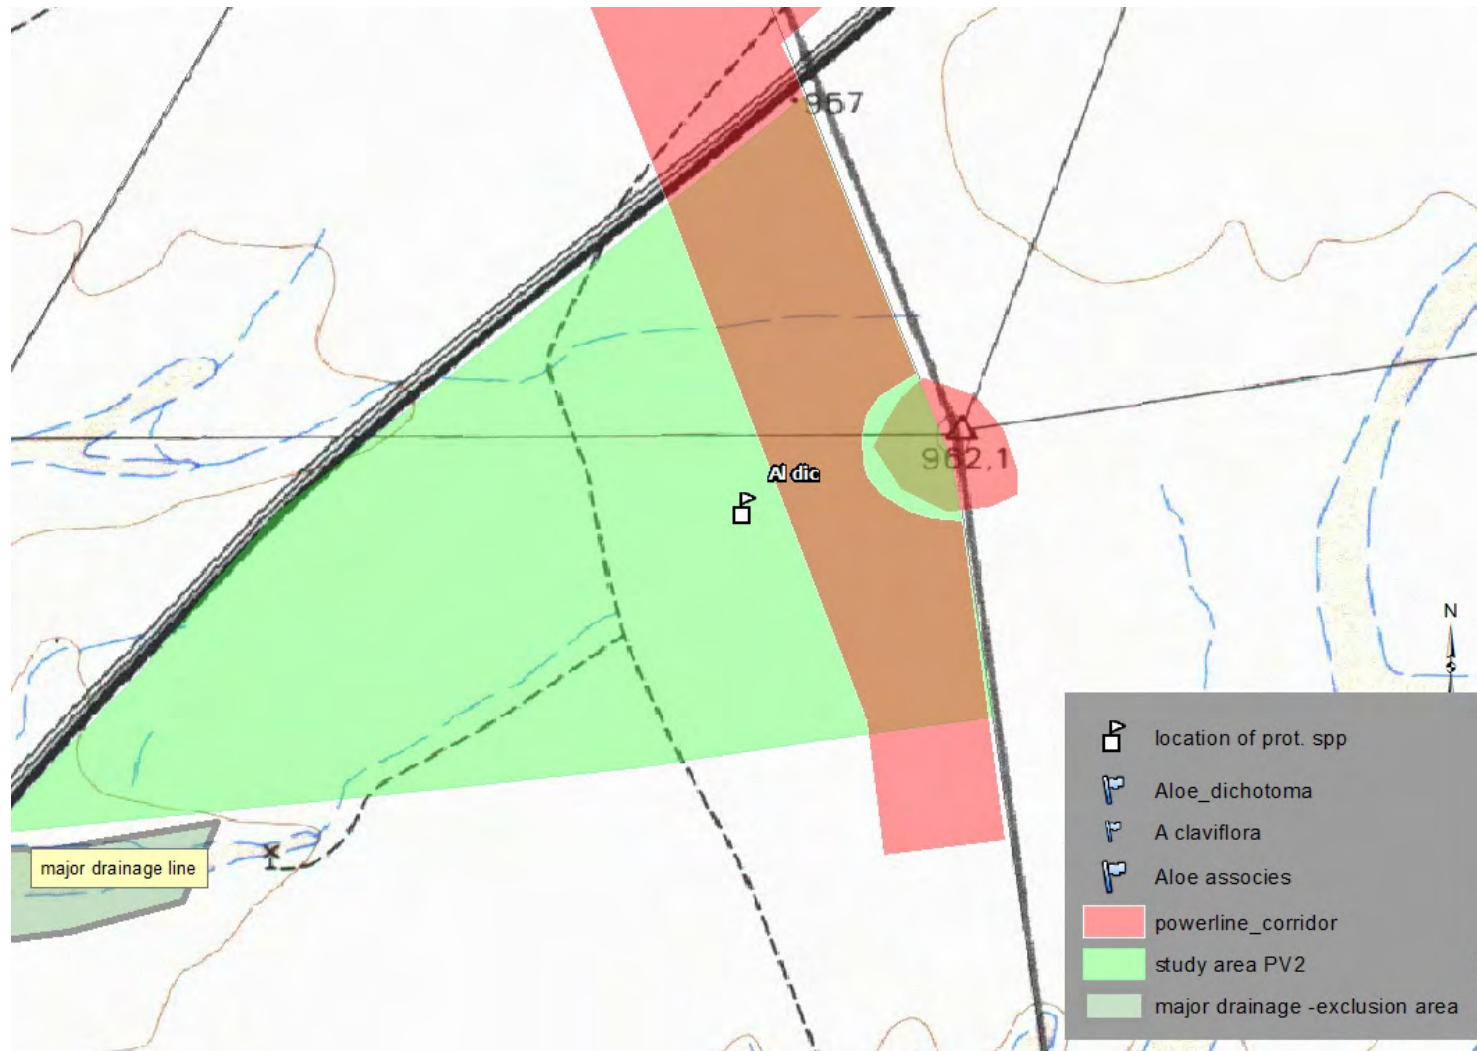 967
Al dic
962,1
N
major drainage line
location of prot. spp
Aloe_dichotoma
A claviflora
Aloe associes
powerline_corridor
study area PV2
major drainage -exclusion area